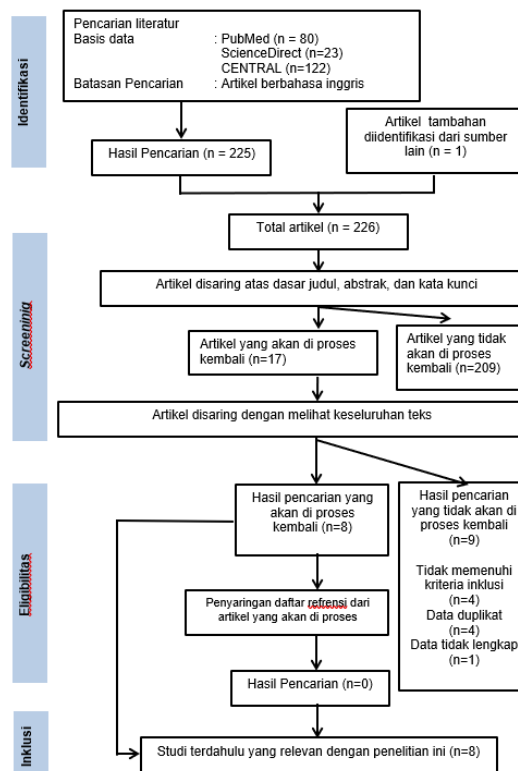 Identifikasi
Pencarian literatur
Basis data : PubMed (n = 80)
ScienceDirect (n=23)
CENTRAL (n=122)
Batasan Pencarian : Artikel berbahasa inggris
Hasil Pencarian (n = 225)
Artikel tambahan
diidentifikasi dari sumber
lain (n = 1)
Total artikel (n = 226)
Screeninig
Artikel disaring atas dasar judul, abstrak, dan kata kunci
Artikel yang akan di proses
kembali (n=17)
Artikel yang tidak
akan di proses
kembali (n=209)
Artikel disaring dengan melihat keseluruhan teks
Eligibilitas
Hasil pencarian yang
akan di proses
kembali (n=8)
Hasil pencarian
yang tidak akan di
proses kembali
(n=9)
Tidak memenuhi
kriteria inklusi
(n=4)
Data duplikat
(n=4)
Data tidak lengkap
(n=1)
Penyaringan daftar refrensi dari
artikel yang akan di proses
Hasil Pencarian (n=0)
Inklusi
Studi terdahulu yang relevan dengan penelitian ini (n=8)